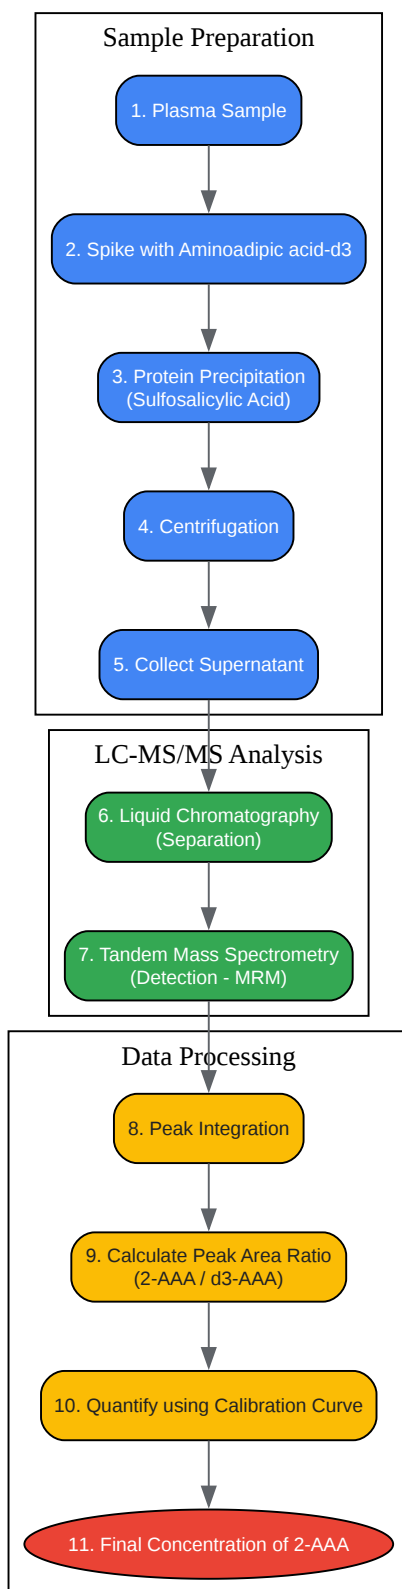 Sample Preparation
1. Plasma Sample
2. Spike with Aminoadipic acid-d3
3. Protein Precipitation
(Sulfosalicylic Acid)
4. Centrifugation
5. Collect Supernatant
LC-MS/MS Analysis
6. Liquid Chromatography
(Separation)
7. Tandem Mass Spectrometry
(Detection - MRM)
Data Processing
8. Peak Integration
9. Calculate Peak Area Ratio
(2-AAA / d3-AAA)
10. Quantify using Calibration Curve
11. Final Concentration of 2-AAA